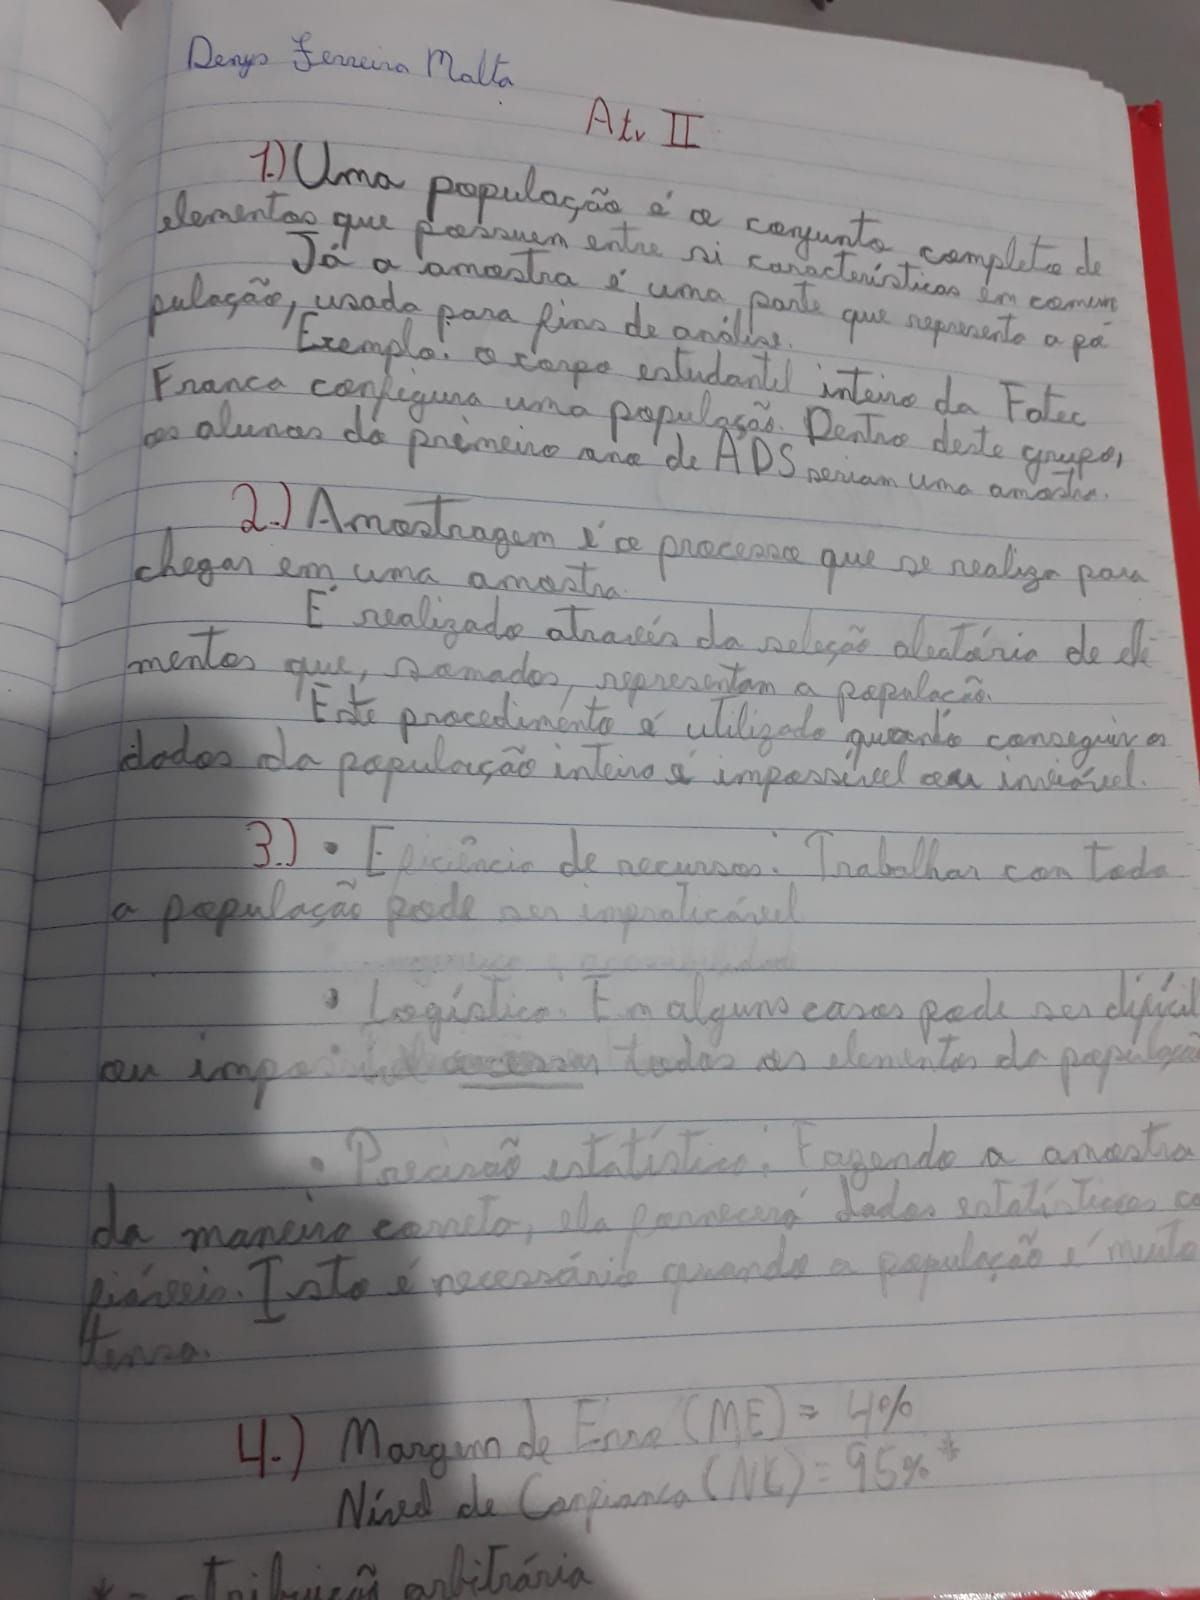 Denys Ferreira Malta
Atv II
1.) Uma população é o conjunto completo de
elementos que possuem entre si características em comum
Já a amostra é uma parte que representa a po
pulação, usada para fins de análise.
Exemplo: o corpo estudantil inteiro da Fatec
Franca configura uma população. Dentro deste grupo,
os alunos do primeiro ano de ADS seriam uma amostra.
2.) Amostragem é o processo que se realiza para
chegar em uma amostra.
É realizado através da seleção aleatória de ele
mentos que, somados, representam a população.
Este procedimento é utilizado quando conseguir os
dados da população inteira é impossível ou inviável.
3.) • Eficiência de recursos: Trabalhar com toda
a população pode ser impraticável
• Logística: Em alguns casos pode ser difícil
ou impossível acessar todos os elementos da população
• Precisão estatística: Fazendo a amostra
da maneira correta, ela fornecerá dados estatísticos co
fiáveis. Isto é necessário quando a população é muito
tensa.
4.) Margem de Erro (ME) = 4%
Nível de Confiança (NC) = 95% *
* = atribuição arbitrária